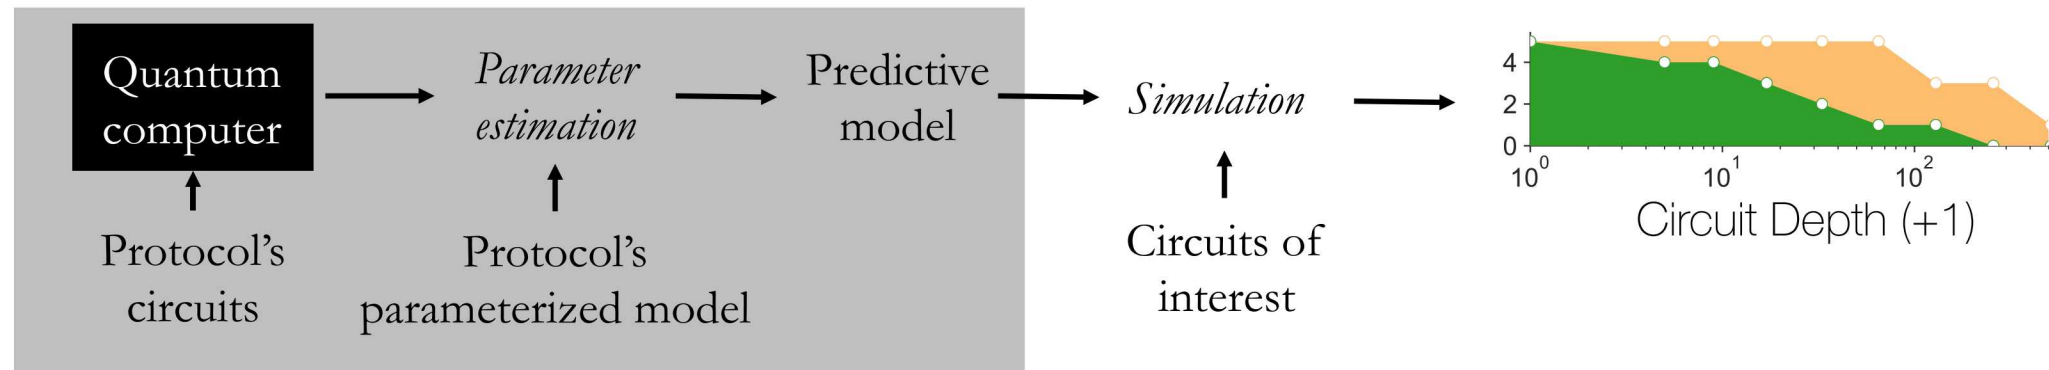 Quantum
computer
Parameter
estimation
Predictive
model
Simulation
Protocol's
circuits
Protocol's
parameterized model
Circuits of
interest
4
2
0
10^0
10^1
10^2
Circuit Depth (+1)